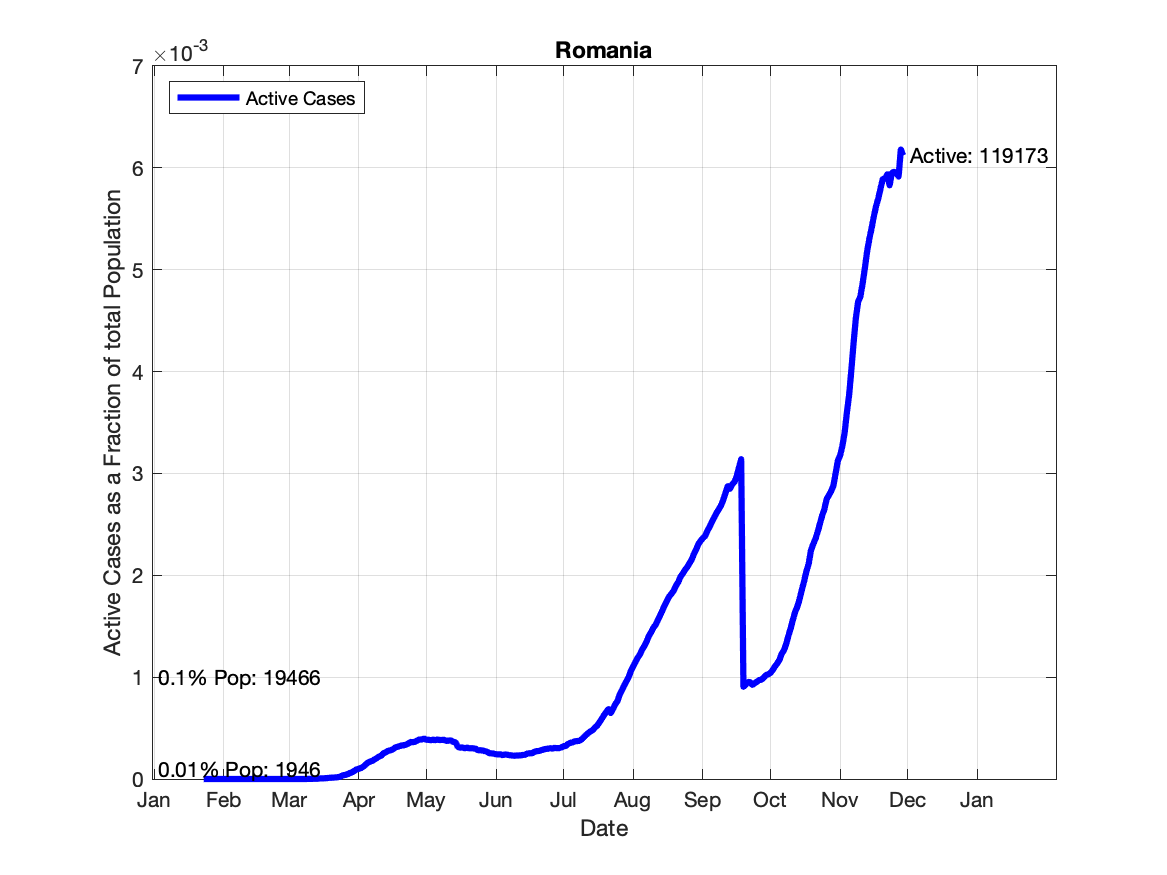 Romania
×10-3
7
6
5
4
3
2
1
0
Active Cases as a Fraction of total Population
Active Cases
Active: 119173
0.1% Pop: 19466
0.01% Pop: 1946
Jan Feb Mar Apr May Jun Jul Aug Sep Oct Nov Dec Jan
Date